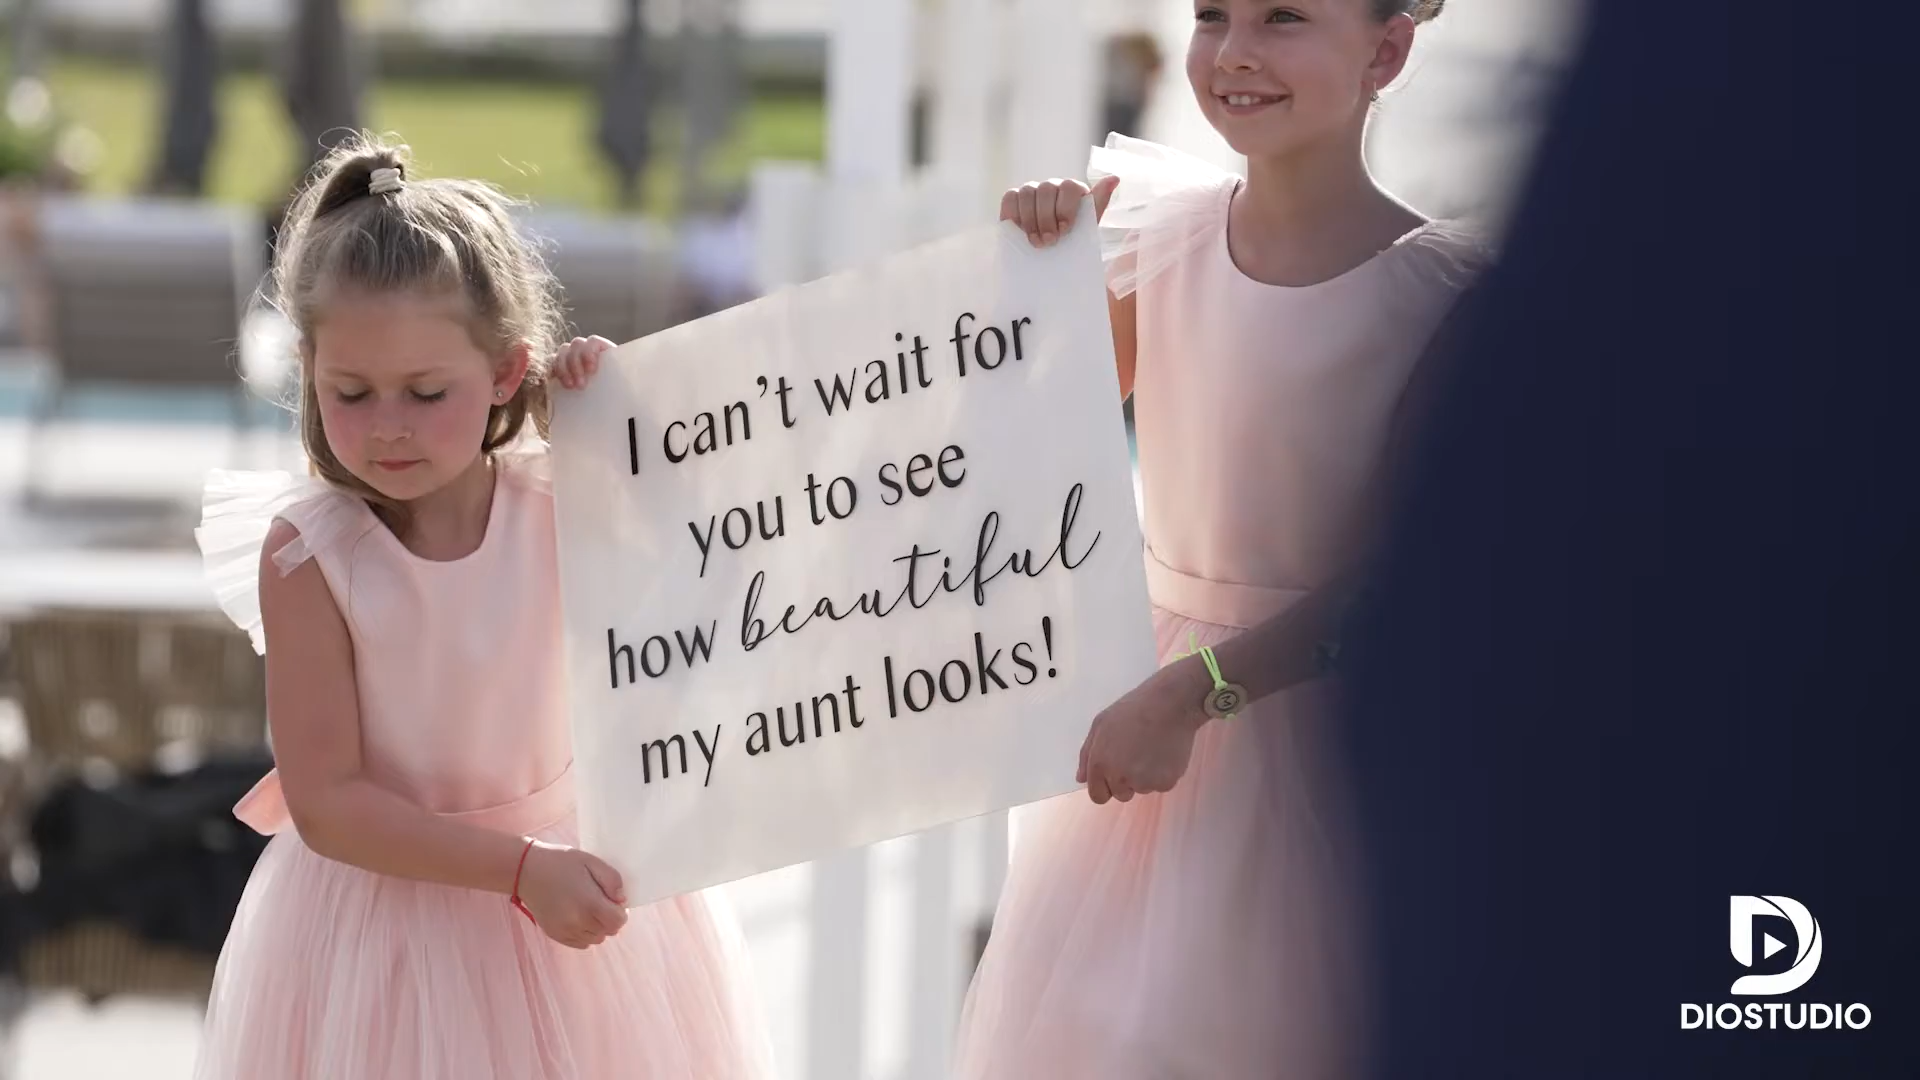 I can't wait for
you to see
how beautiful
my aunt looks!
DIOSTUDIO